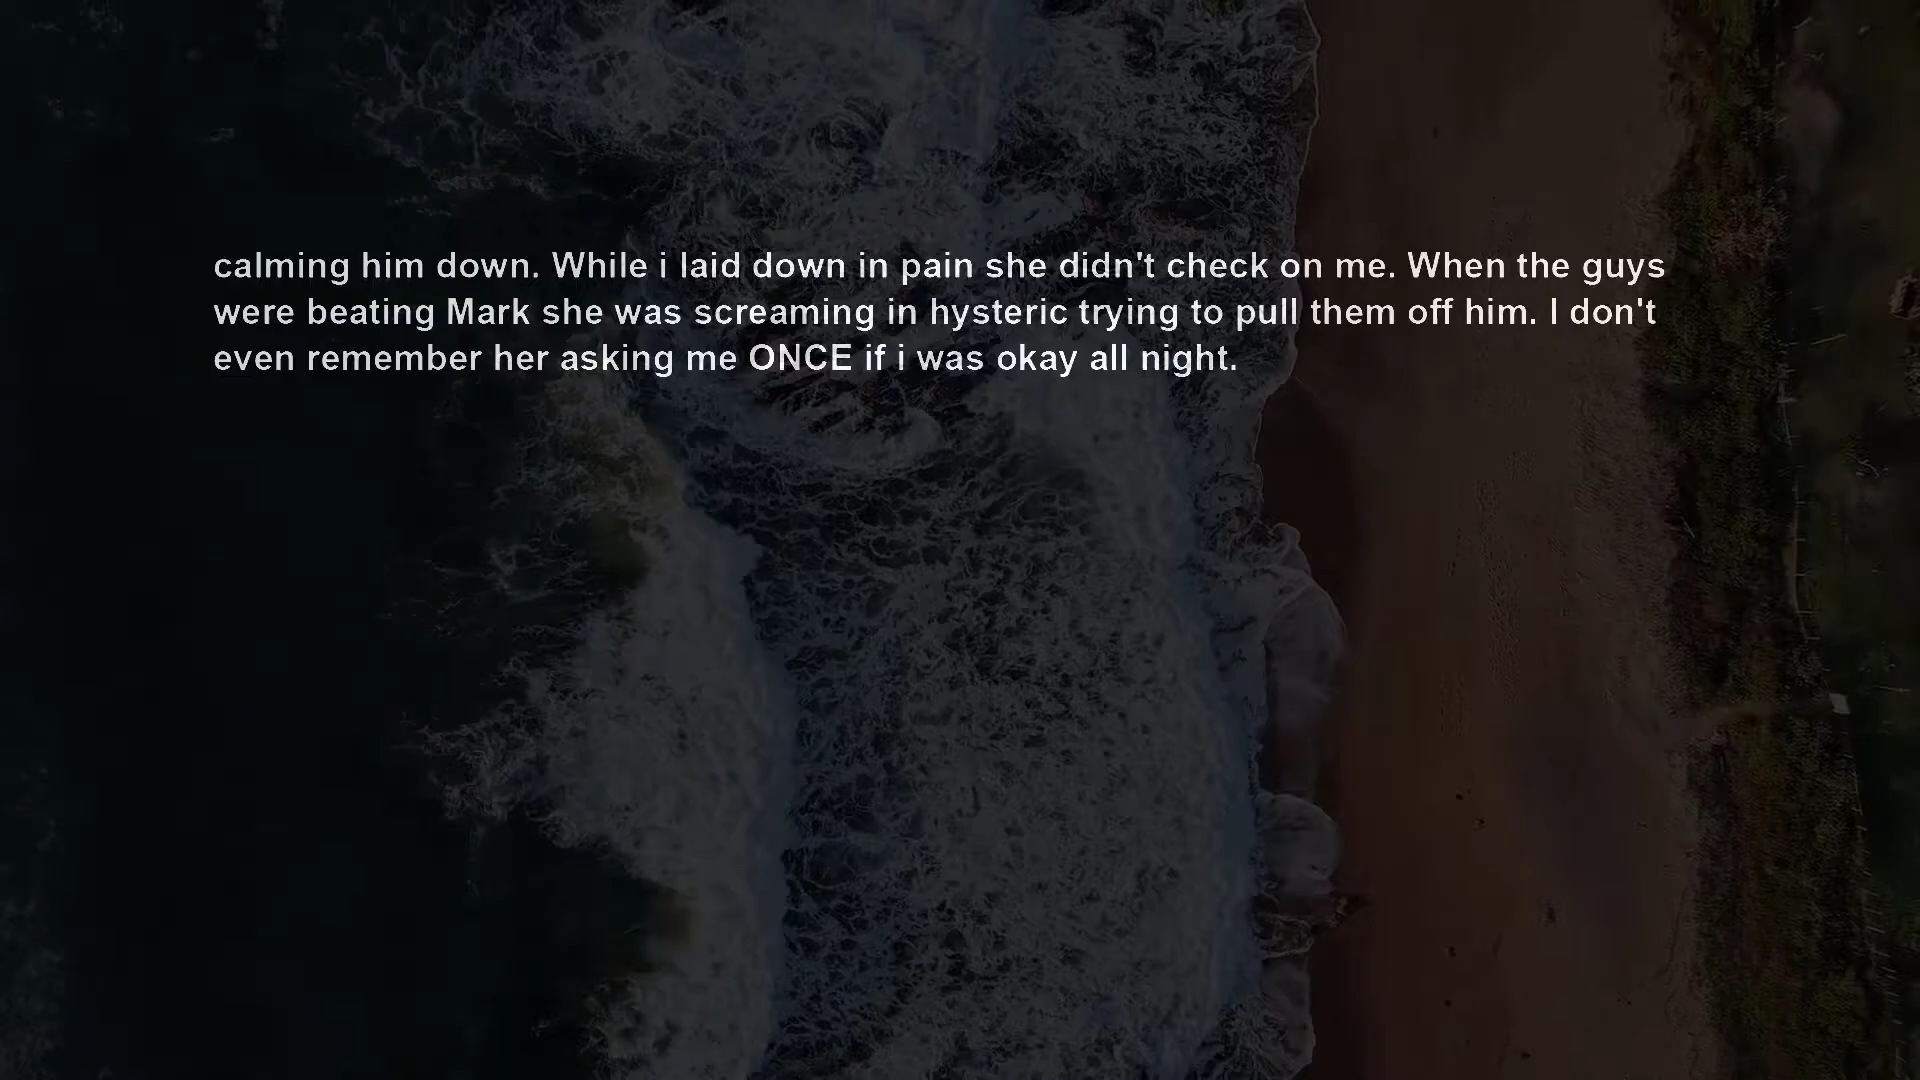 calming him down. While i laid down in pain she didn't check on me. When the guys
were beating Mark she was screaming in hysteric trying to pull them off him. I don't
even remember her asking me ONCE if i was okay all night.